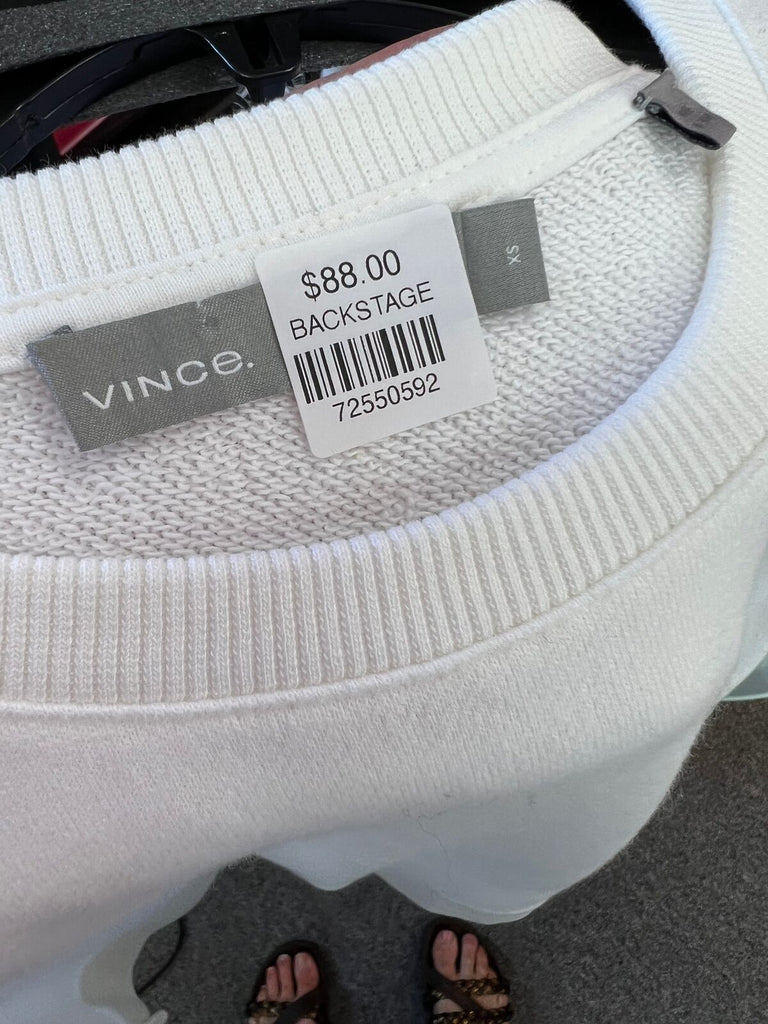 VINCE.
$88.00
BACKSTAGE
72550592
XS